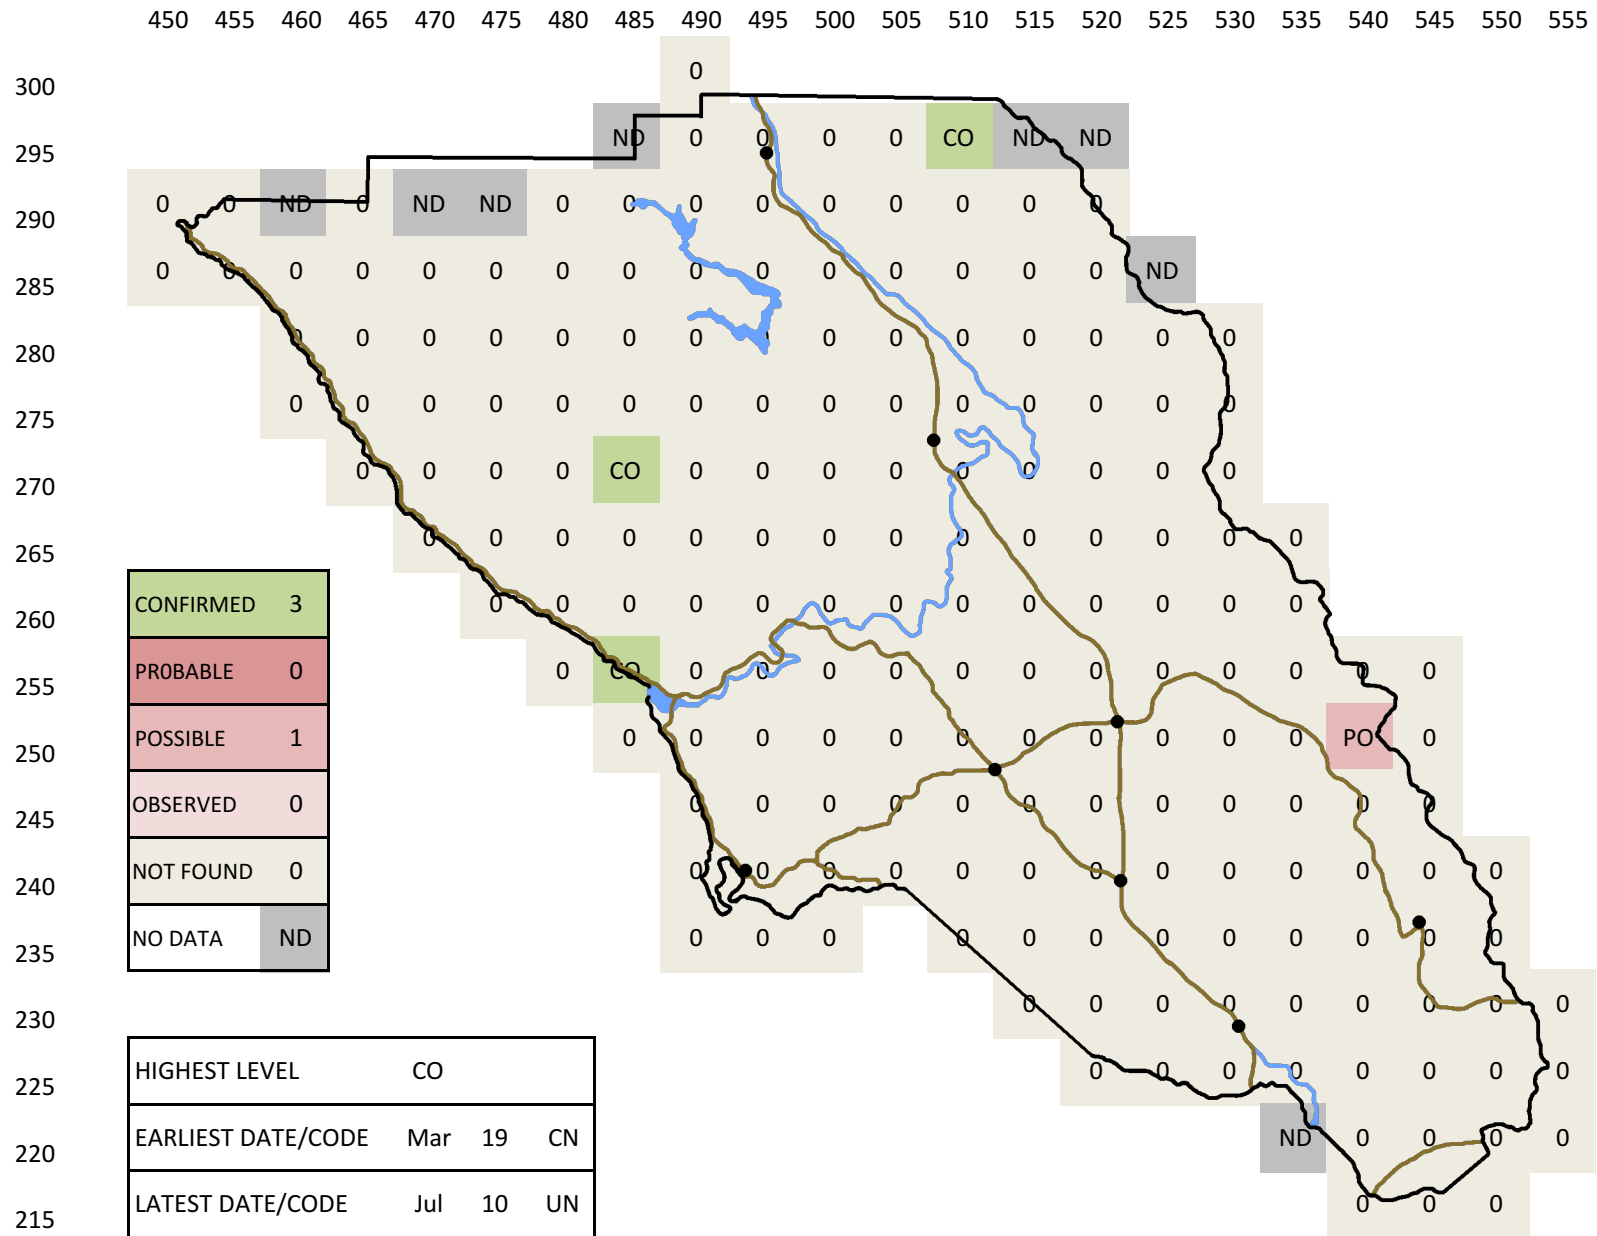 450 455 460 465 470 475 480 485 490 495 500 505 510 515 520 525 530 535 540 545 550 555
300 0
295 ND 0 0 0 0 CO ND ND
290 0 0 ND 0 ND ND 0 0 0 0 0 0 0 0 0
285 0 0 0 0 0 0 0 0 0 0 0 0 0 0 0 ND
280 0 0 0 0 0 0 0 0 0 0 0 0 0 0 0
275 0 0 0 0 0 0 0 0 0 0 0 0 0 0 0
270 0 0 0 0 CO 0 0 0 0 0 0 0 0 0
265 0 0 0 0 0 0 0 0 0 0 0 0 0 0
260 0 0 0 0 0 0 0 0 0 0 0 0 0
255 0 CO 0 0 0 0 0 0 0 0 0 0 0 0
250 0 0 0 0 0 0 0 0 0 0 0 PO 0
245 0 0 0 0 0 0 0 0 0 0 0 0
240 0 0 0 0 0 0 0 0 0 0 0 0 0
235 0 0 0 0 0 0 0 0 0 0 0 0
230 0 0 0 0 0 0 0 0 0
225 0 0 0 0 0 0 0 0
220 ND 0 0 0 0
215 0 0 0
CONFIRMED 3
PR0BABLE 0
POSSIBLE 1
OBSERVED 0
NOT FOUND 0
NO DATA ND
HIGHEST LEVEL CO
EARLIEST DATE/CODE Mar 19 CN
LATEST DATE/CODE Jul 10 UN